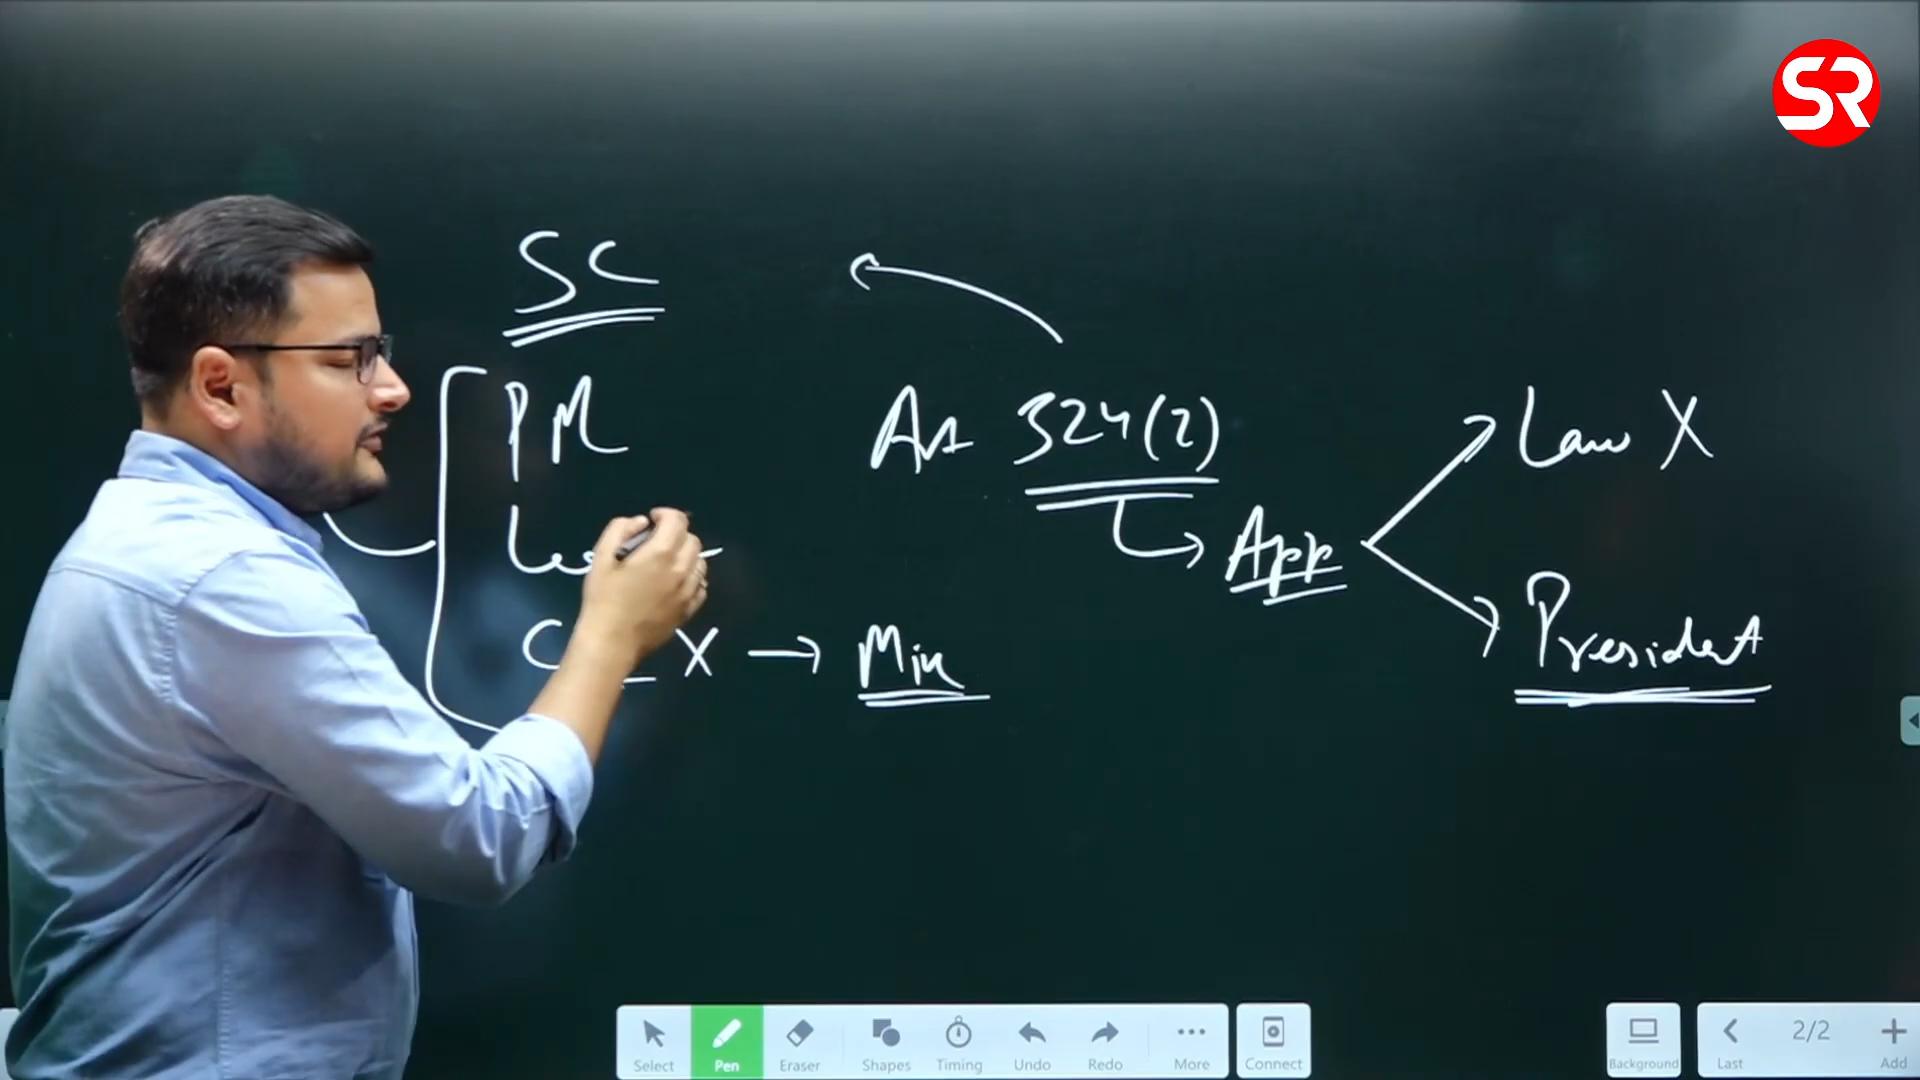 SR
SC
PM
Art 324(2)
Law X
App
X → Min
President
Select
Pen
Eraser
Shapes
Timing
Undo
Redo
More
Connect
Background
Last
2/2
Add